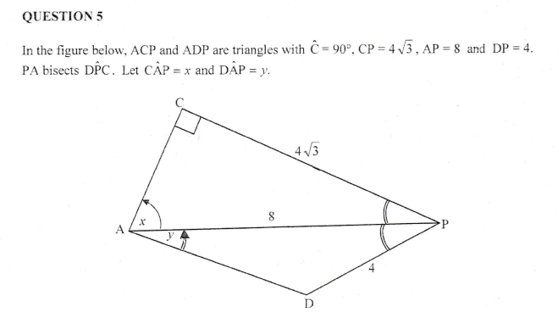 QUESTION 5
In the figure below, ACP and ADP are triangles with Ĉ = 90°, CP = 4√3, AP = 8 and DP = 4.
PA bisects DP̂C. Let CÂP = x and DÂP = y.
C
4√3
8
x
A
y
P
4
D